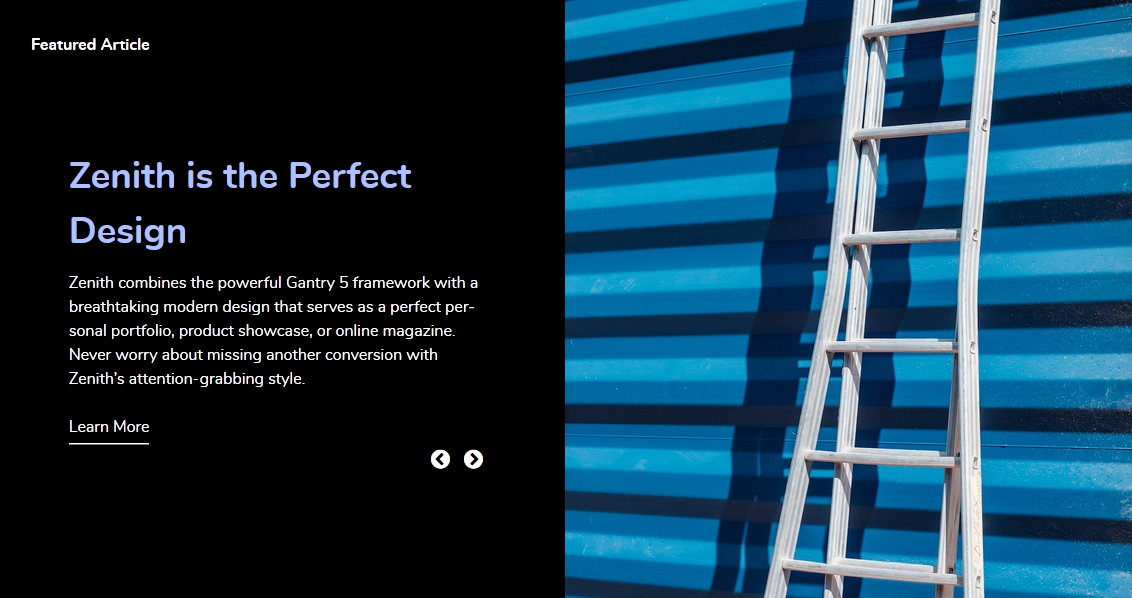 Featured Article
Zenith is the Perfect
Design
Zenith combines the powerful Gantry 5 framework with a
breathtaking modern design that serves as a perfect per-
sonal portfolio, product showcase, or online magazine.
Never worry about missing another conversion with
Zenith’s attention-grabbing style.
Learn More